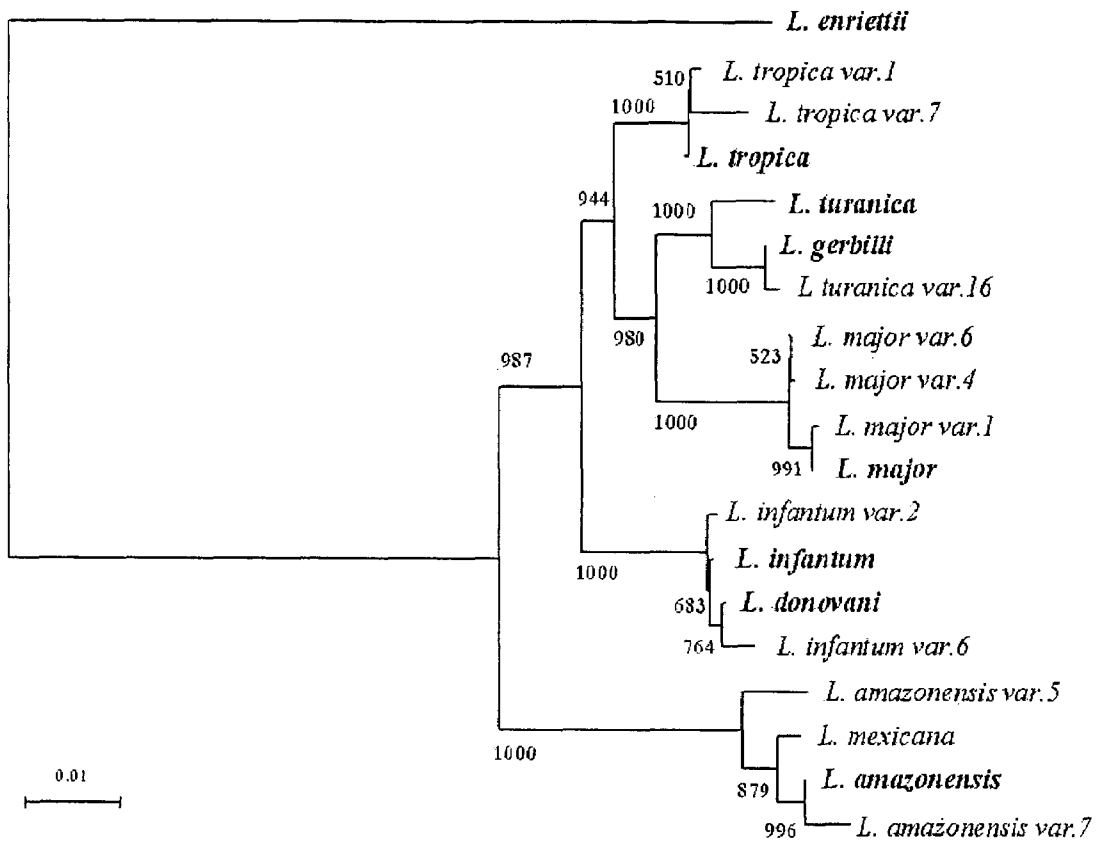 L. enriettii
510
L. tropica var.1
1000
L. tropica var.7
L. tropica
944
1000
L. turanica
L. gerbilli
1000
L turanica var.16
980
523
L. major var.6
987
L. major var.4
1000
L. major var.1
991
L. major
L. infantum var.2
1000
L. infantum
683
L. donovani
764
L. infantum var.6
L. amazonensis var.5
1000
L. mexicana
0.01
879
L. amazonensis
996
L. amazonensis var.7